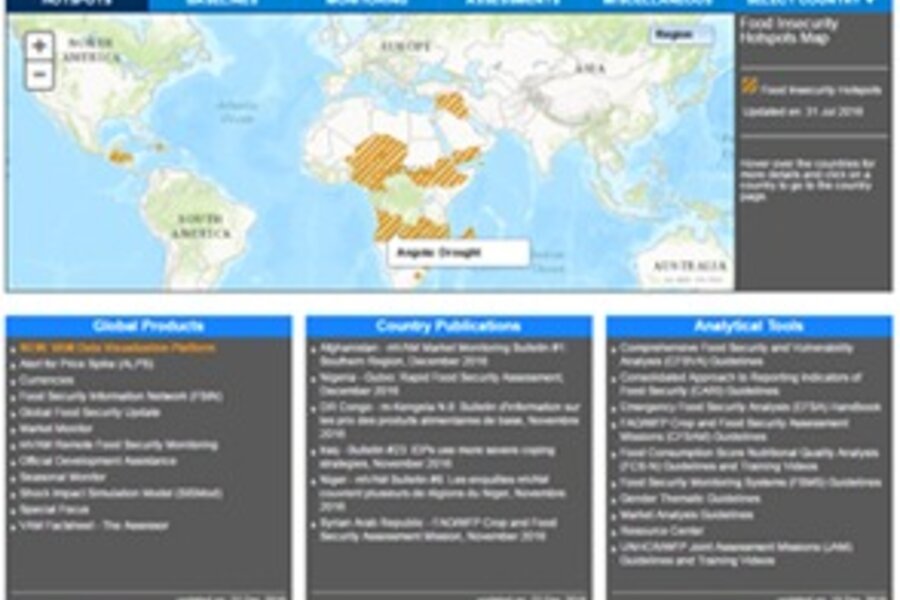 HOTSPOTS BASELINES MONITORING ASSESSMENTS MISCELLANEOUS SELECT COUNTRY
+
−
NORTH
AMERICA
EUROPE
ASIA
Atlantic
Ocean
SOUTH
AMERICA
AUSTRALIA
Region
Angola: Drought
Food Insecurity
Hotspots Map
Food Insecurity Hotspots
Updated on: 31 Jul 2016
Hover over the countries for
more details and click on a
country to go to the country
page.
Global Products
NEW: VAM Data Visualisation Platform
Alert for Price Spike (ALPS)
Currencies
Food Security Information Network (FSIN)
Global Food Security Update
Market Monitor
mVAM Remote Food Security Monitoring
Official Development Assistance
Seasonal Monitor
Shock Impact Simulation Model (SISMod)
Special Focus
VAM Factsheet - The Assessor
Country Publications
Afghanistan - mVAM Market Monitoring Bulletin #1:
Southern Region, December 2016
Nigeria - Rapid Food Security Assessment,
December 2016
DR Congo - Bulletin d'information sur
les prix des produits alimentaires de base, Novembre
2016
Iraq - Bulletin #23: IDPs use more severe coping
strategies, November 2016
Niger - mVAM Bulletin Les enquêtes mVAM
couvrent plusieurs de régions du Niger, Novembre
2016
Syrian Arab Republic - FAO/WFP Crop and Food
Security Assessment Mission, November 2016
Analytical Tools
Comprehensive Food Security and Vulnerability
Analysis (CFSVA) Guidelines
Consolidated Approach to Reporting Indicators of
Food Security (CARI) Guidelines
Emergency Food Security Analysis (EFSA) Handbook
FAO/WFP Crop and Food Security Assessment
Missions (CFSAM) Guidelines
Food Consumption Score Nutritional Quality Analysis
(FCS-N) Guidelines and Training Videos
Food Security Monitoring Systems (FSMS) Guidelines
Gender Thematic Guidelines
Market Analysis Guidelines
Resource Center
UNHCR/WFP Joint Assessment Missions (JAM)
Guidelines and Training Videos